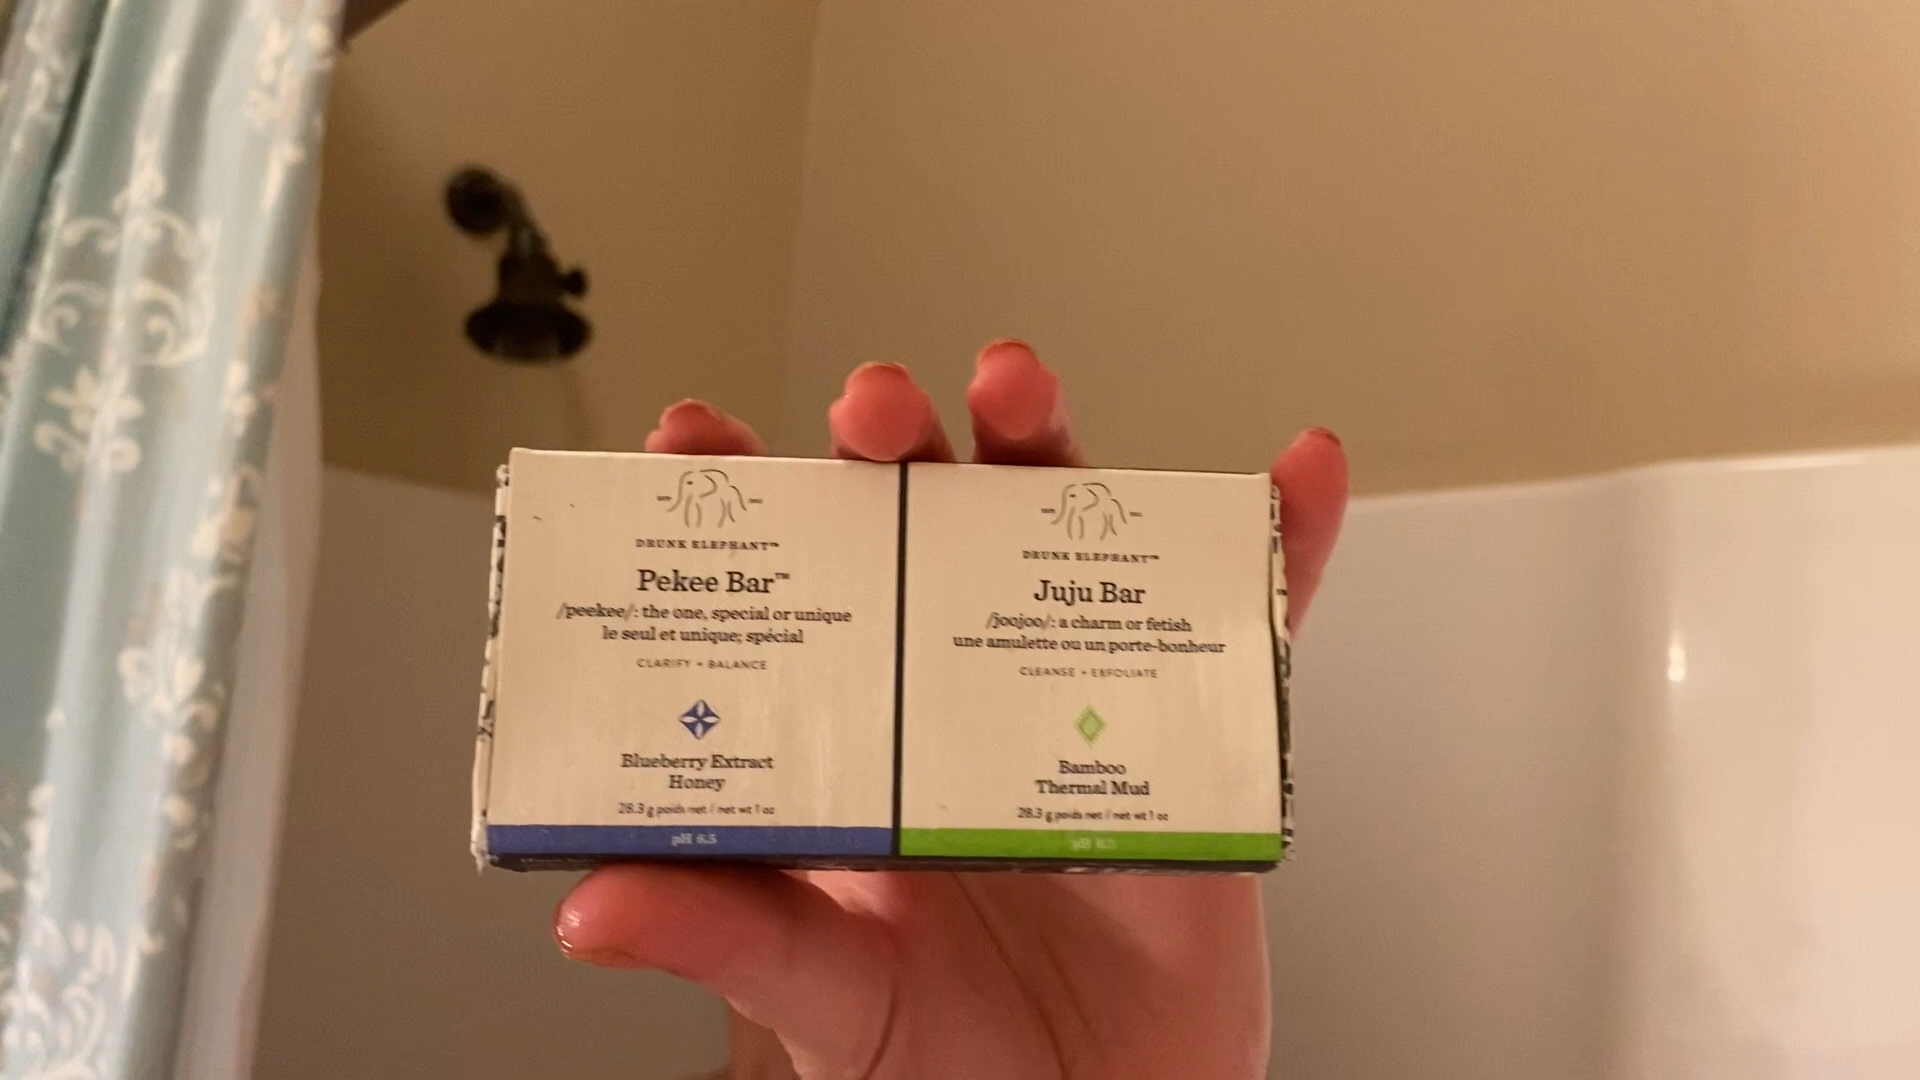 DRUNK ELEPHANT™
Pekee Bar™
/peekee/: the one, special or unique
le seul et unique; spécial
CLARIFY + BALANCE
Blueberry Extract
Honey
28.3 g poids net / net wt 1 oz
pH 6.5
DRUNK ELEPHANT™
Juju Bar
/joojoo/: a charm or fetish
une amulette ou un porte-bonheur
CLEANSE + EXFOLIATE
Bamboo
Thermal Mud
28.3 g poids net / net wt 1 oz
pH